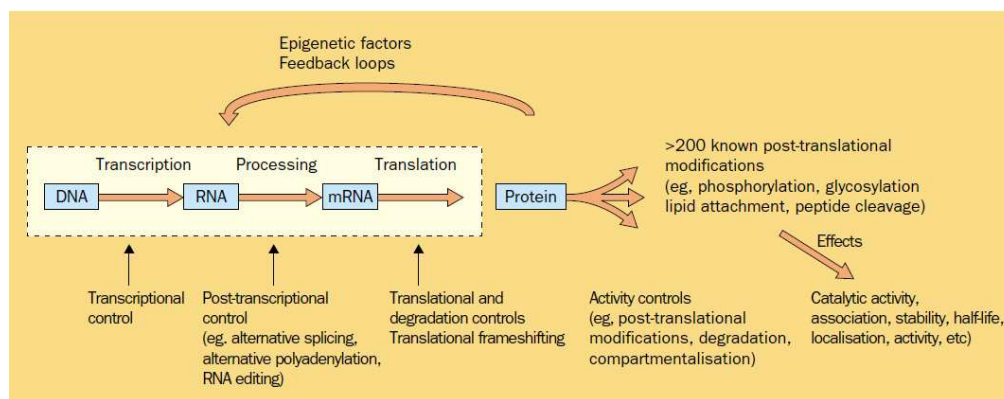 Epigenetic factors
Feedback loops
Transcription
Processing
Translation
DNA
RNA
mRNA
Protein
>200 known post-translational
modifications
(eg, phosphorylation, glycosylation
lipid attachment, peptide cleavage)
Effects
Transcriptional
control
Post-transcriptional
control
(eg. alternative splicing,
alternative polyadenylation,
RNA editing)
Translational and
degradation controls
Translational frameshifting
Activity controls
(eg, post-translational
modifications, degradation,
compartmentalisation)
Catalytic activity,
association, stability, half-life,
localisation, activity, etc)